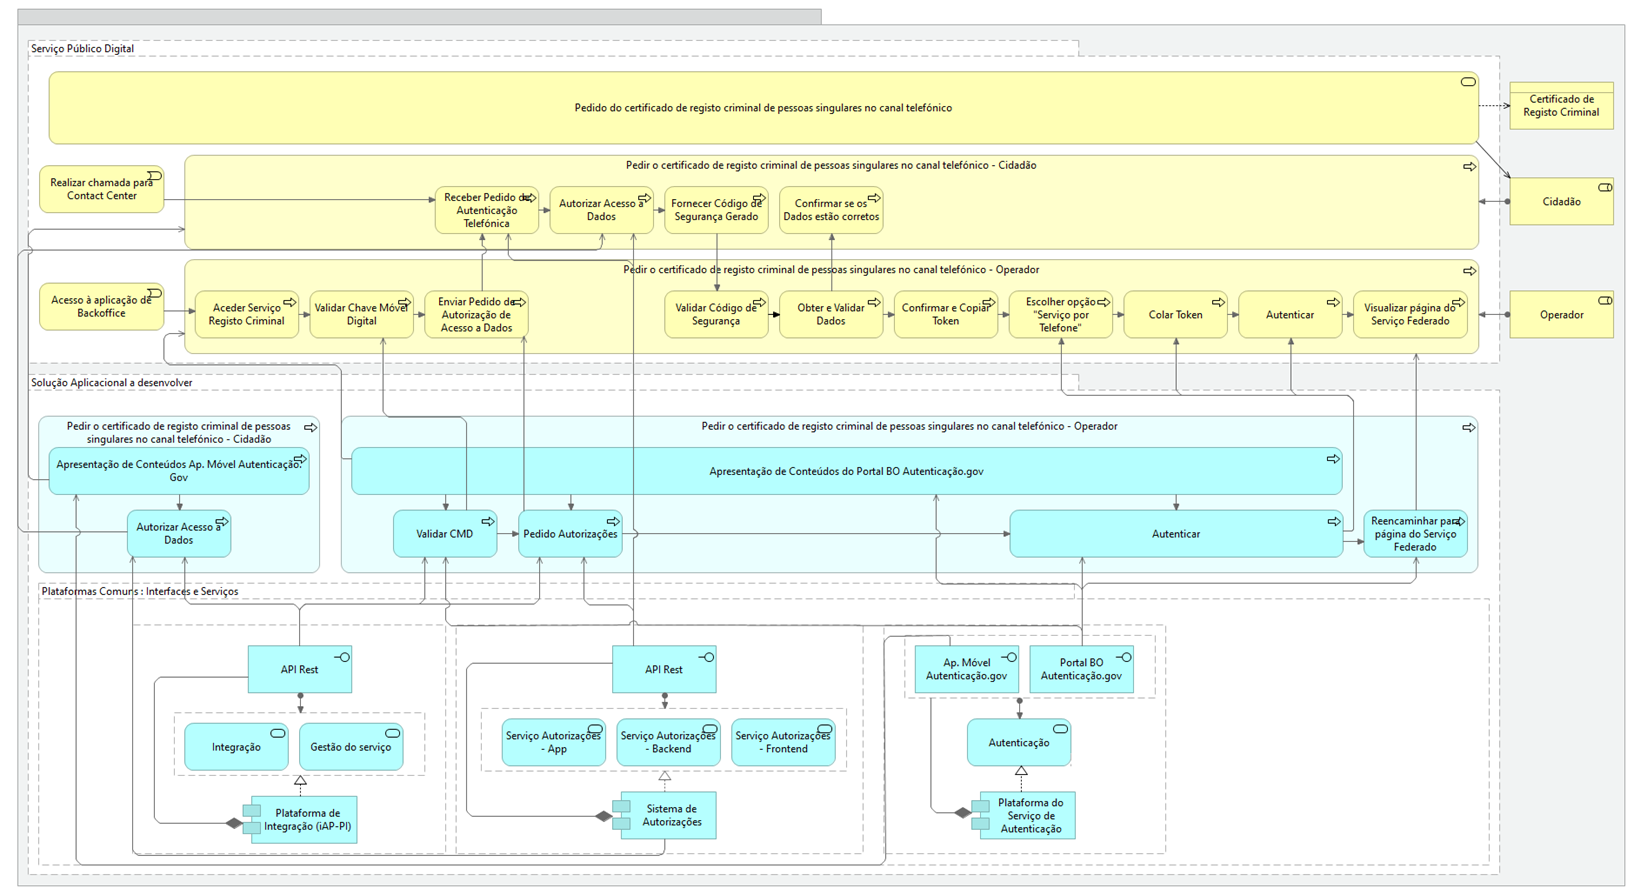 Serviço Público Digital
Pedido do certificado de registo criminal de pessoas singulares no canal telefónico
Certificado de
Registo Criminal
Pedir o certificado de registo criminal de pessoas singulares no canal telefónico - Cidadão
Realizar chamada para
Contact Center
Receber Pedido de
Autenticação
Telefónica
Autorizar Acesso a
Dados
Fornecer Código de
Segurança Gerado
Confirmar se os
Dados estão corretos
Cidadão
Pedir o certificado de registo criminal de pessoas singulares no canal telefónico - Operador
Acesso à aplicação de
Backoffice
Aceder Serviço
Registo Criminal
Validar Chave Móvel
Digital
Enviar Pedido de
Autorização de
Acesso a Dados
Validar Código de
Segurança
Obter e Validar
Dados
Confirmar e Copiar
Token
Escolher opção
"Serviço por
Telefone"
Colar Token
Autenticar
Visualizar página do
Serviço Federado
Operador
Solução Aplicacional a desenvolver
Pedir o certificado de registo criminal de pessoas
singulares no canal telefónico - Cidadão
Apresentação de Conteúdos Ap. Móvel Autenticação.
Gov
Autorizar Acesso a
Dados
Pedir o certificado de registo criminal de pessoas singulares no canal telefónico - Operador
Apresentação de Conteúdos do Portal BO Autenticação.gov
Validar CMD
Pedido Autorizações
Autenticar
Reencaminhar para
página do Serviço
Federado
Plataformas Comuns : Interfaces e Serviços
API Rest
Integração
Gestão do serviço
Plataforma de
Integração (iAP-PI)
API Rest
Serviço Autorizações
- App
Serviço Autorizações
- Backend
Serviço Autorizações
- Frontend
Sistema de
Autorizações
Ap. Móvel
Autenticação.gov
Portal BO
Autenticação.gov
Autenticação
Plataforma do
Serviço de
Autenticação